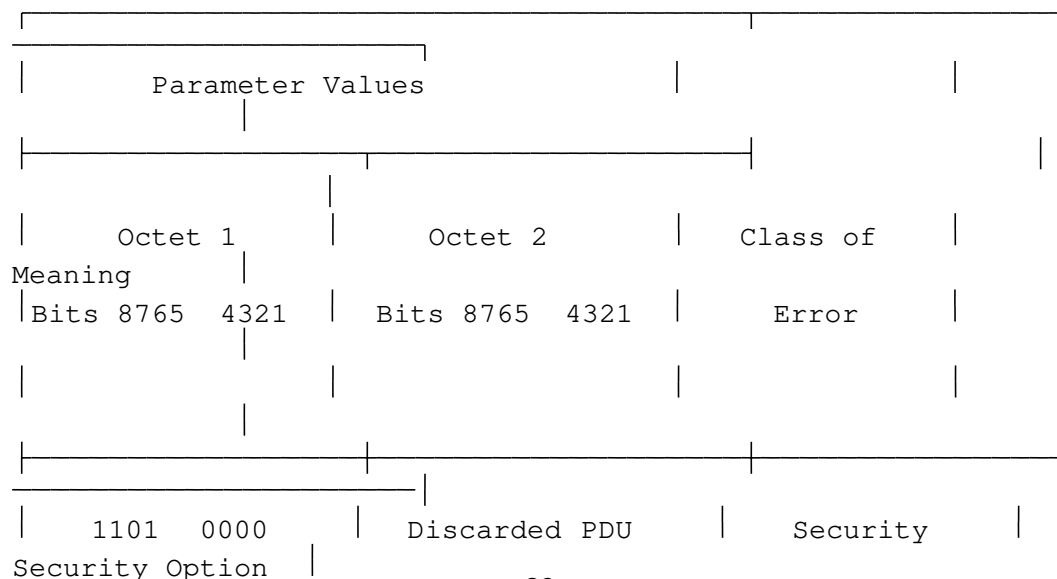 Parameter Values
Octet 1 Octet 2 Class of
Meaning
Bits 8765 4321 Bits 8765 4321 Error
1101 0000 Discarded PDU Security
Security Option